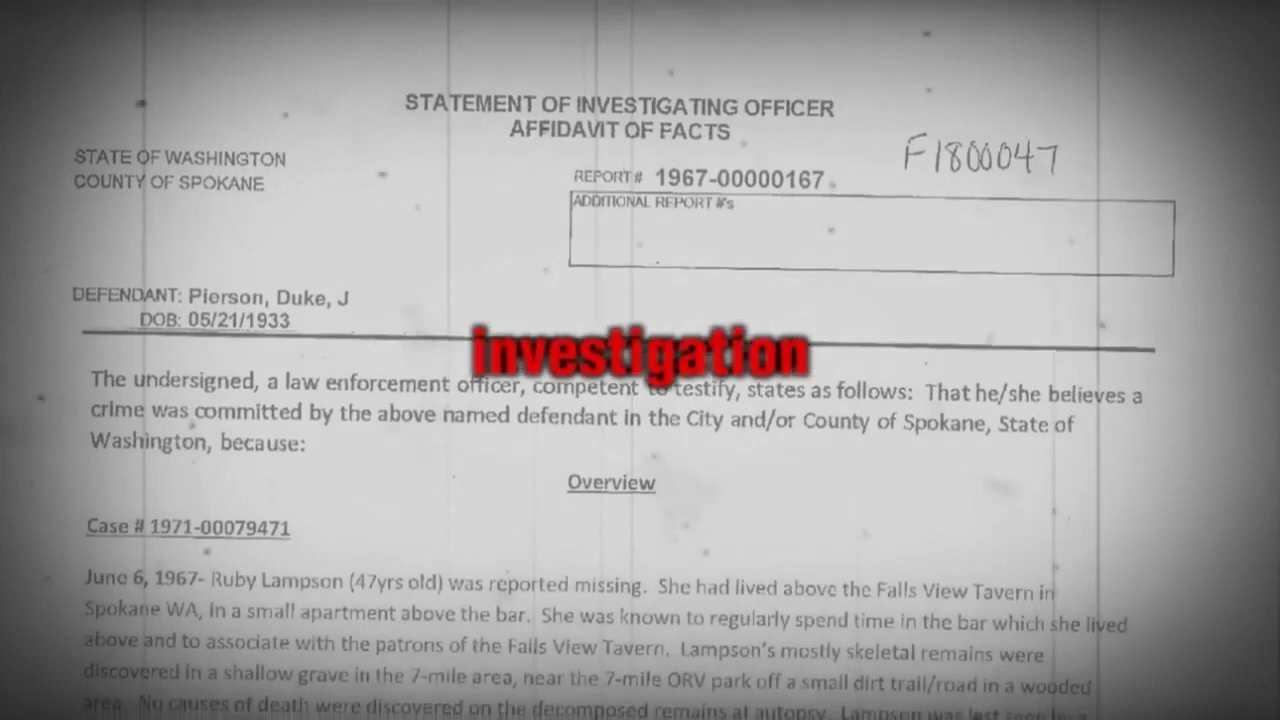 STATEMENT OF INVESTIGATING OFFICER
AFFIDAVIT OF FACTS
F1800047
STATE OF WASHINGTON
COUNTY OF SPOKANE
REPORT # 1967-00000167
ADDITIONAL REPORT #'s
DEFENDANT: Pierson, Duke, J
DOB: 05/21/1933
investigation
The undersigned, a law enforcement officer, competent to testify, states as follows: That he/she believes a
crime was committed by the above named defendant in the City and/or County of Spokane, State of
Washington, because:
Overview
Case # 1971-00079471
June 6, 1967- Ruby Lampson (47yrs old) was reported missing. She had lived above the Falls View Tavern in
Spokane WA, in a small apartment above the bar. She was known to regularly spend time in the bar which she lived
above and to associate with the patrons of the Falls View Tavern. Lampson's mostly skeletal remains were
discovered in a shallow grave in the 7-mile area, near the 7-mile ORV park off a small dirt trail/road in a wooded
area. No causes of death were discovered on the decomposed remains at autopsy. Lampson was last seen by a